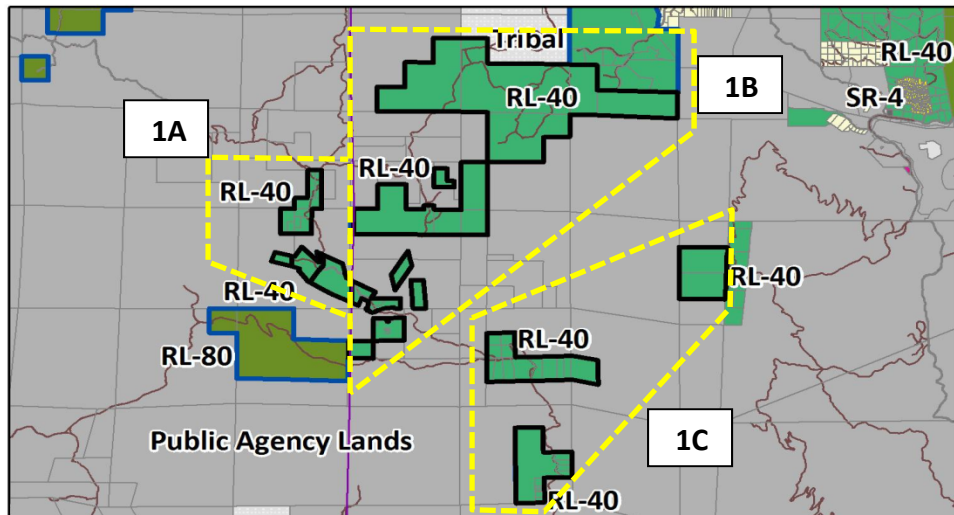 Tribal
RL-40
SR-4
1B
RL-40
1A
RL-40
RL-40
RL-40
RL-40
RL-40
RL-80
Public Agency Lands
1C
RL-40